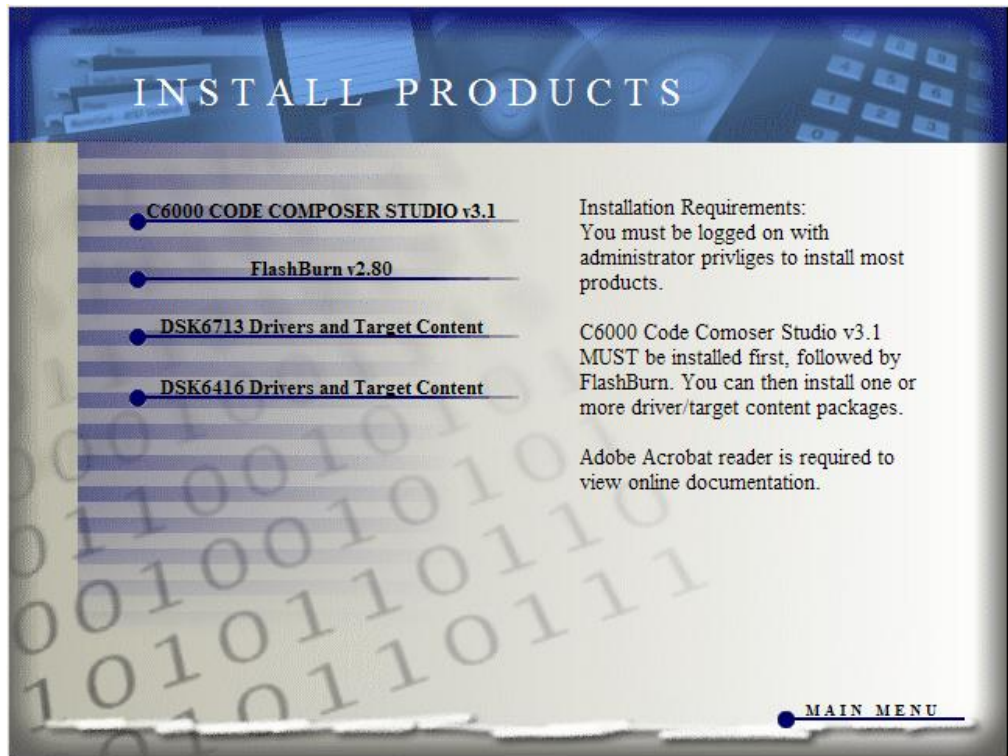 INSTALL PRODUCTS
C6000 CODE COMPOSER STUDIO v3.1
FlashBurn v2.80
DSK6713 Drivers and Target Content
DSK6416 Drivers and Target Content
Installation Requirements:
You must be logged on with
administrator privliges to install most
products.
C6000 Code Comoser Studio v3.1
MUST be installed first, followed by
FlashBurn. You can then install one or
more driver/target content packages.
Adobe Acrobat reader is required to
view online documentation.
MAIN MENU